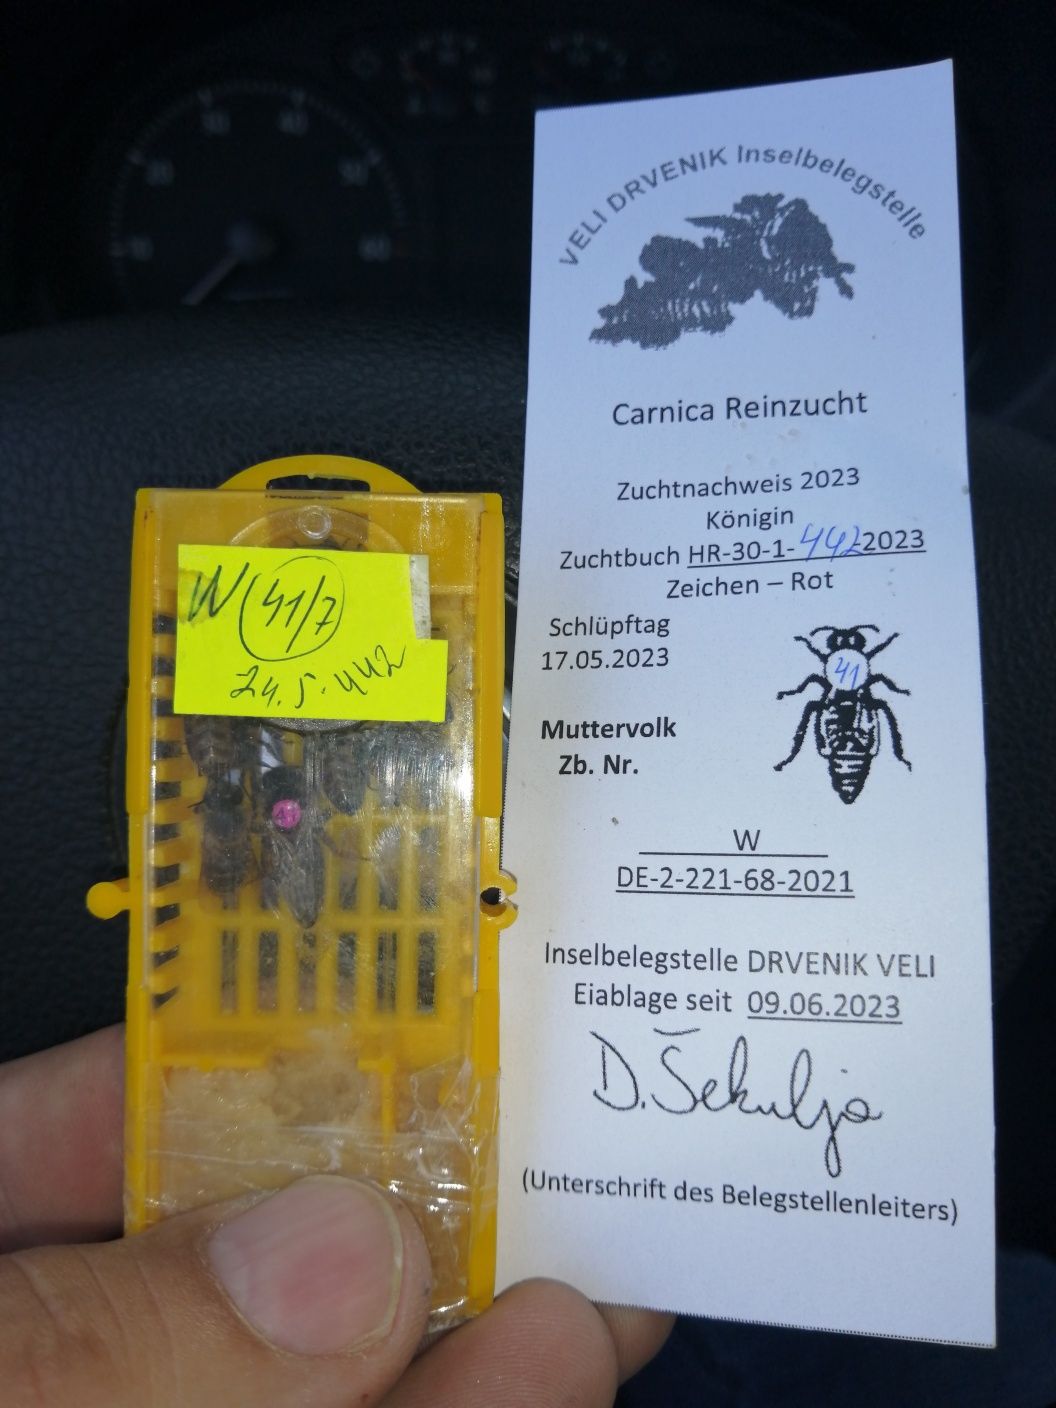 W (41/7)
24.5. 442
VELI DRVENIK Inselbelegstelle
Carnica Reinzucht
Zuchtnachweis 2023
Königin
Zuchtbuch HR-30-1-442 2023
Zeichen – Rot
Schlüpftag
17.05.2023
41
Muttervolk
Zb. Nr.
W
DE-2-221-68-2021
Inselbelegstelle DRVENIK VELI
Eiablage seit 09.06.2023
D. Šekulja
(Unterschrift des Belegstellenleiters)